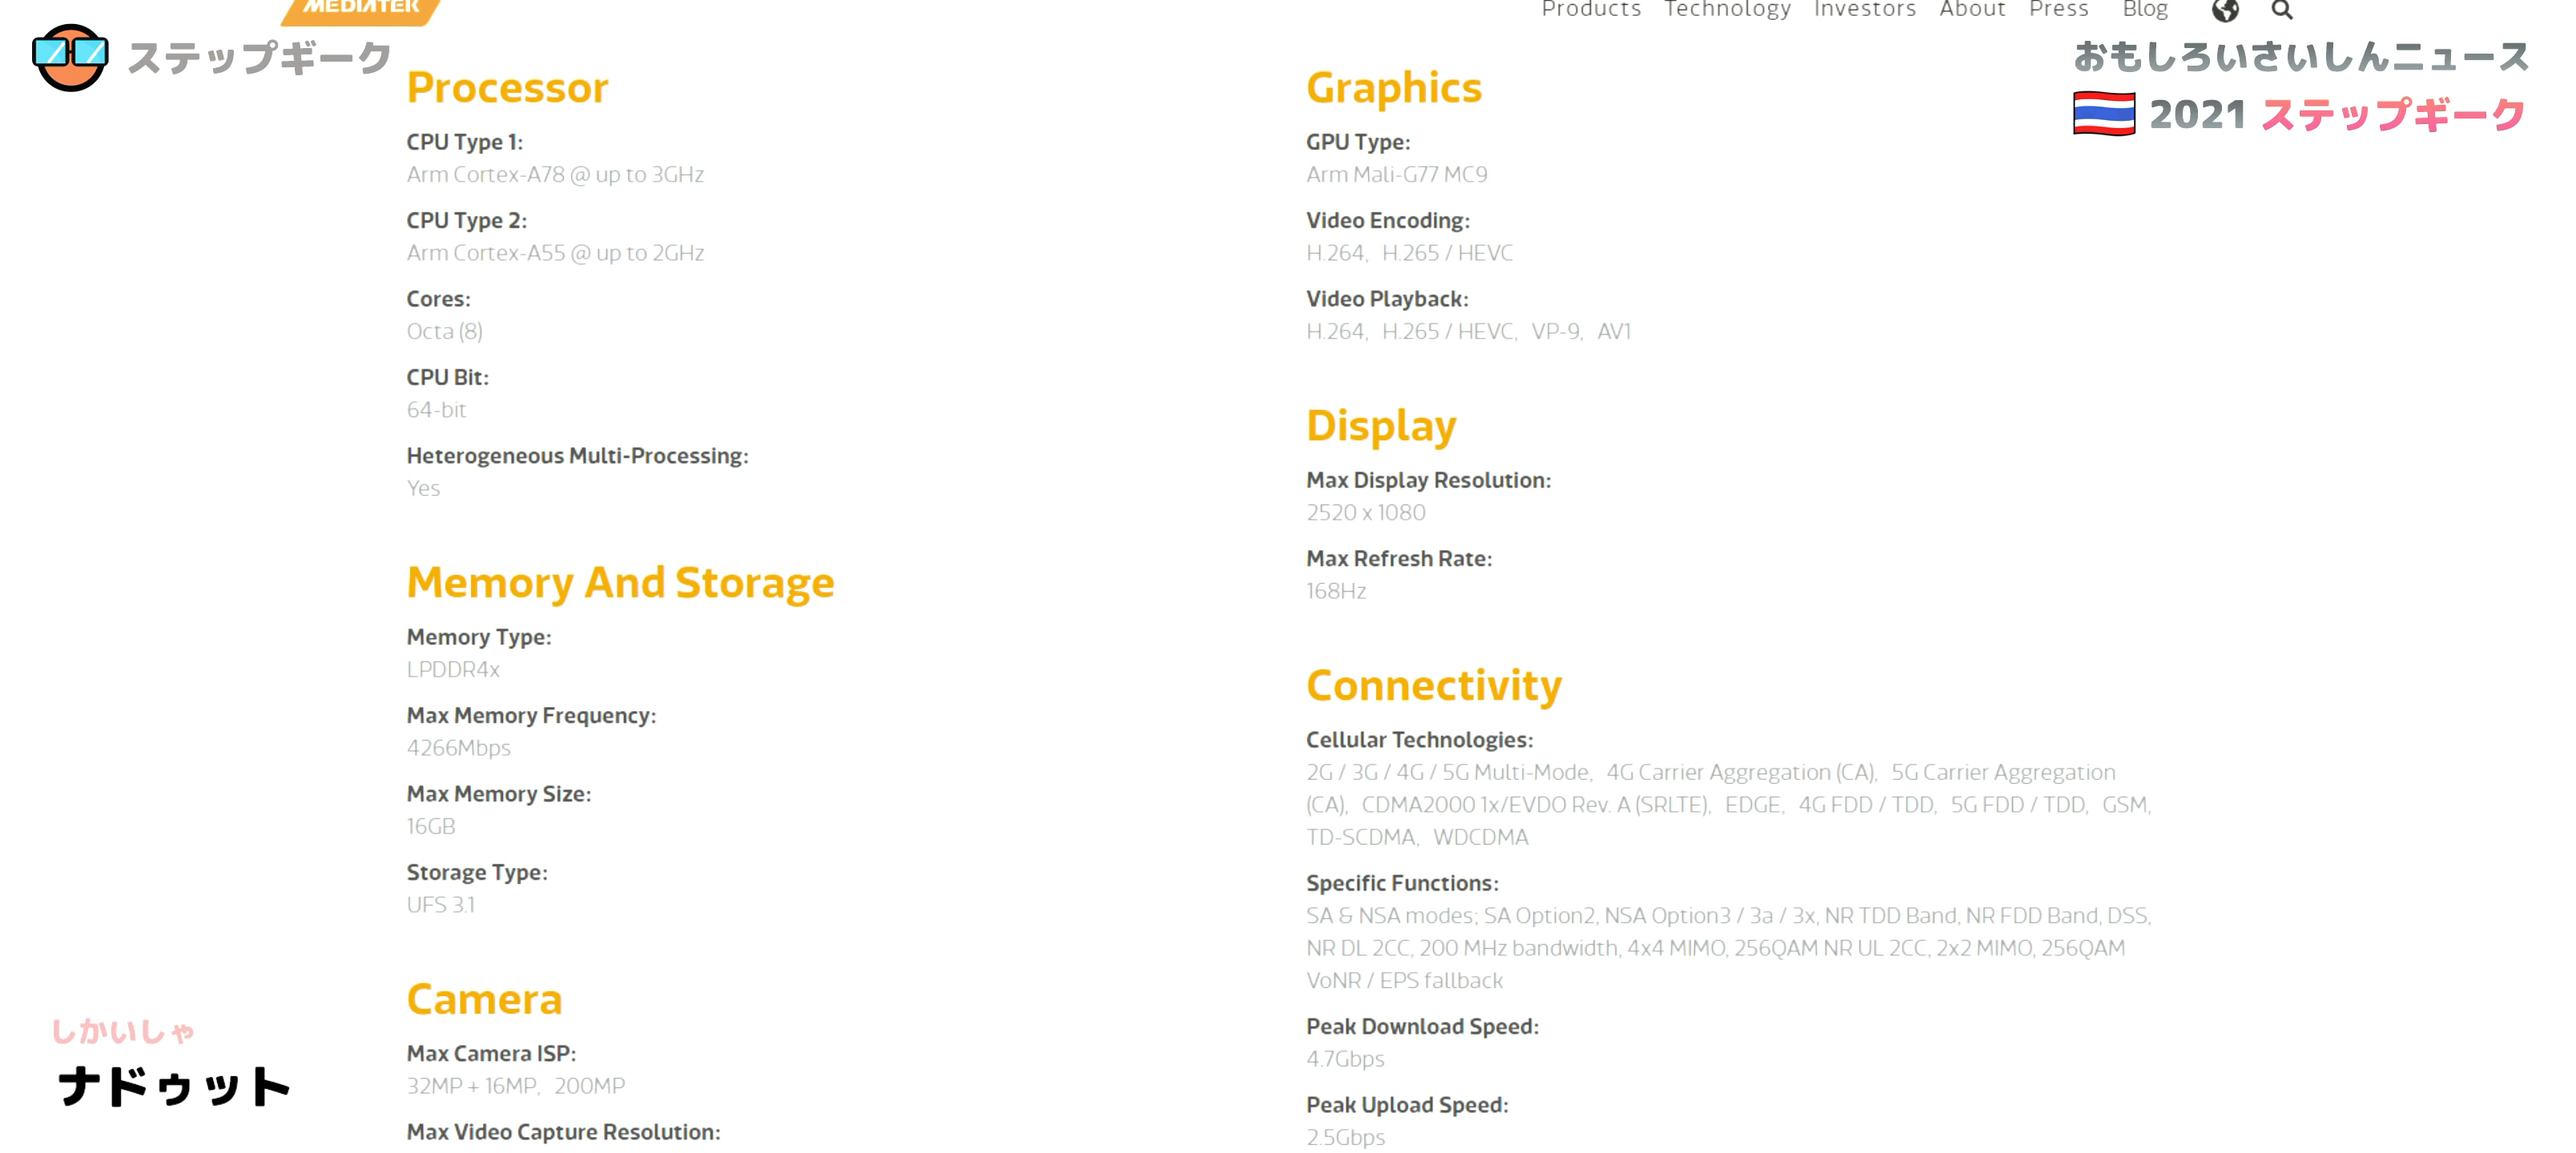 MEDIATEK
Products Technology Investors About Press Blog
ステップギーク
おもしろいさいしんニュース
2021 ステップギーク
Processor
CPU Type 1:
Arm Cortex-A78 @ up to 3GHz
CPU Type 2:
Arm Cortex-A55 @ up to 2GHz
Cores:
Octa (8)
CPU Bit:
64-bit
Heterogeneous Multi-Processing:
Yes
Memory And Storage
Memory Type:
LPDDR4x
Max Memory Frequency:
4266Mbps
Max Memory Size:
16GB
Storage Type:
UFS 3.1
Camera
Max Camera ISP:
32MP + 16MP, 200MP
Max Video Capture Resolution:
Graphics
GPU Type:
Arm Mali-G77 MC9
Video Encoding:
H.264, H.265 / HEVC
Video Playback:
H.264, H.265 / HEVC, VP-9, AV1
Display
Max Display Resolution:
2520 x 1080
Max Refresh Rate:
168Hz
Connectivity
Cellular Technologies:
2G / 3G / 4G / 5G Multi-Mode, 4G Carrier Aggregation (CA), 5G Carrier Aggregation
(CA), CDMA2000 1x/EVDO Rev. A (SRLTE), EDGE, 4G FDD / TDD, 5G FDD / TDD, GSM,
TD-SCDMA, WDCDMA
Specific Functions:
SA & NSA modes; SA Option2, NSA Option3 / 3a / 3x, NR TDD Band, NR FDD Band, DSS,
NR DL 2CC, 200 MHz bandwidth, 4x4 MIMO, 256QAM NR UL 2CC, 2x2 MIMO, 256QAM
VoNR / EPS fallback
Peak Download Speed:
4.7Gbps
Peak Upload Speed:
2.5Gbps
しかいしゃ
ナドゥット